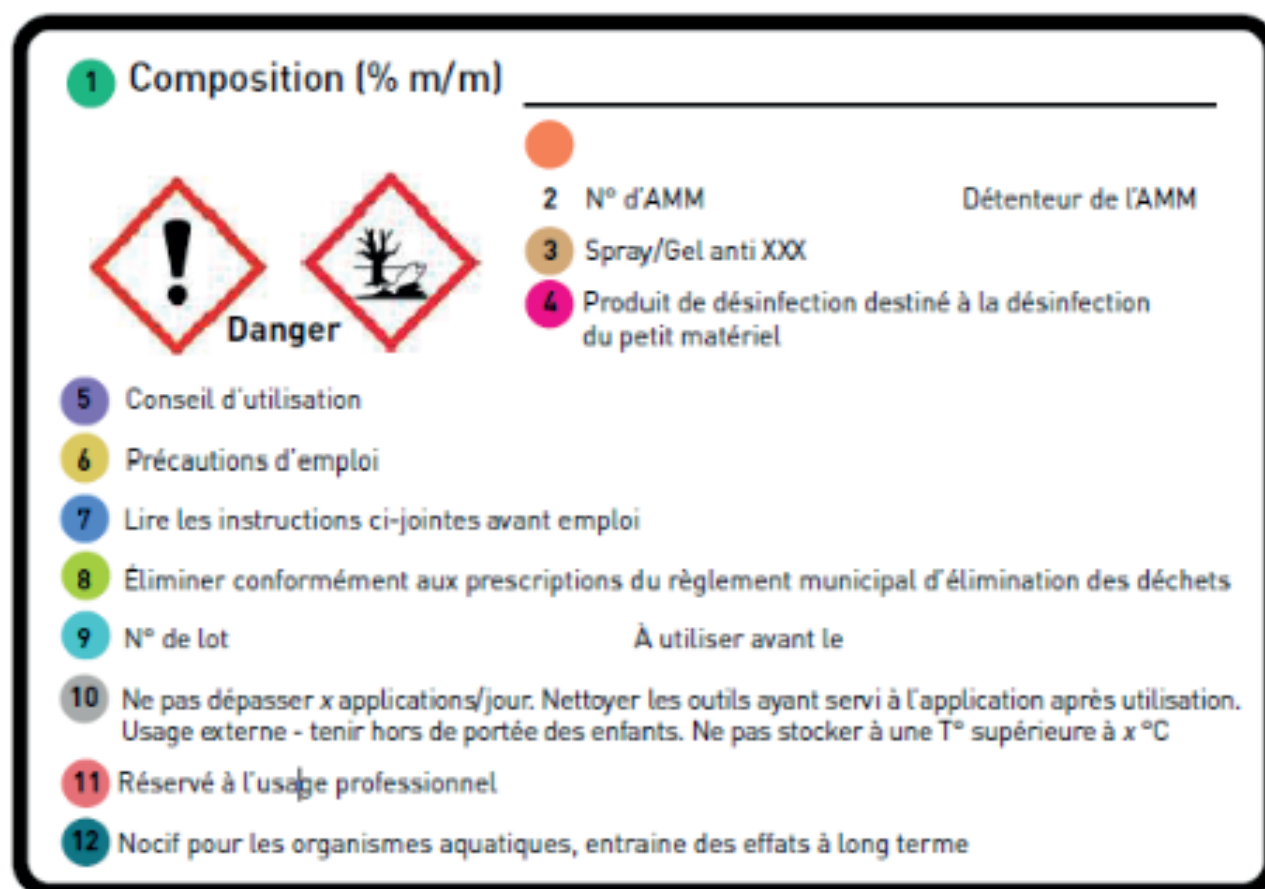 1 Composition (% m/m)
2 N° d'AMM Détenteur de l'AMM
3 Spray/Gel anti XXX
4 Produit de désinfection destiné à la désinfection
du petit matériel
Danger
5 Conseil d'utilisation
6 Précautions d'emploi
7 Lire les instructions ci-jointes avant emploi
8 Éliminer conformément aux prescriptions du règlement municipal d'élimination des déchets
9 N° de lot À utiliser avant le
10 Ne pas dépasser x applications/jour. Nettoyer les outils ayant servi à l'application après utilisation.
Usage externe - tenir hors de portée des enfants. Ne pas stocker à une T° supérieure à x °C
11 Réservé à l'usage professionnel
12 Nocif pour les organismes aquatiques, entraine des effats à long terme